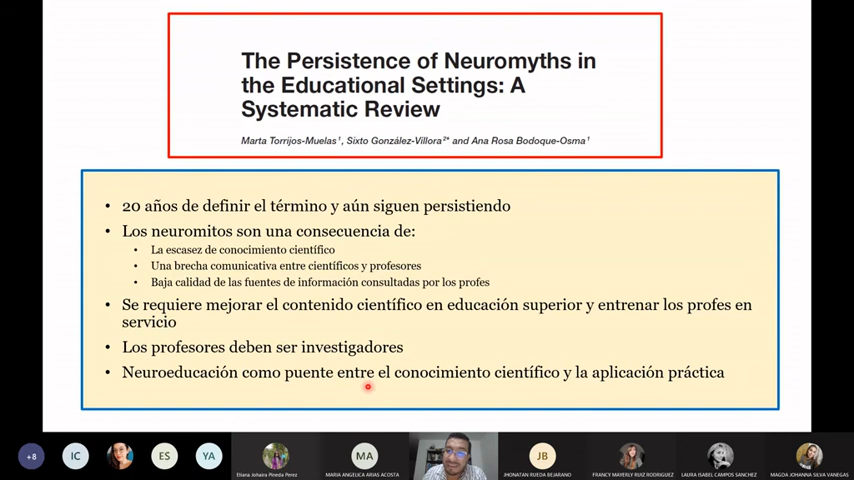 The Persistence of Neuromyths in
the Educational Settings: A
Systematic Review
Marta Torrijos-Muelas¹, Sixto González-Víllora²* and Ana Rosa Bodoque-Osma¹
• 20 años de definir el término y aún siguen persistiendo
• Los neuromitos son una consecuencia de:
• La escasez de conocimiento científico
• Una brecha comunicativa entre científicos y profesores
• Baja calidad de las fuentes de información consultadas por los profes
• Se requiere mejorar el contenido científico en educación superior y entrenar los profes en
servicio
• Los profesores deben ser investigadores
• Neuroeducación como puente entre el conocimiento científico y la aplicación práctica
+8
IC
ES
YA
MA
JB
Diana Johaira Pineda Perez
MARIA ANGELICA ARIAS ACOSTA
JHONATAN RUEDA BEJARANO
FRANCY MAYERLY RUIZ RODRIGUEZ
LAURA ISABEL CAMPOS SANCHEZ
MAGDA JOHANNA SILVA VANEGAS